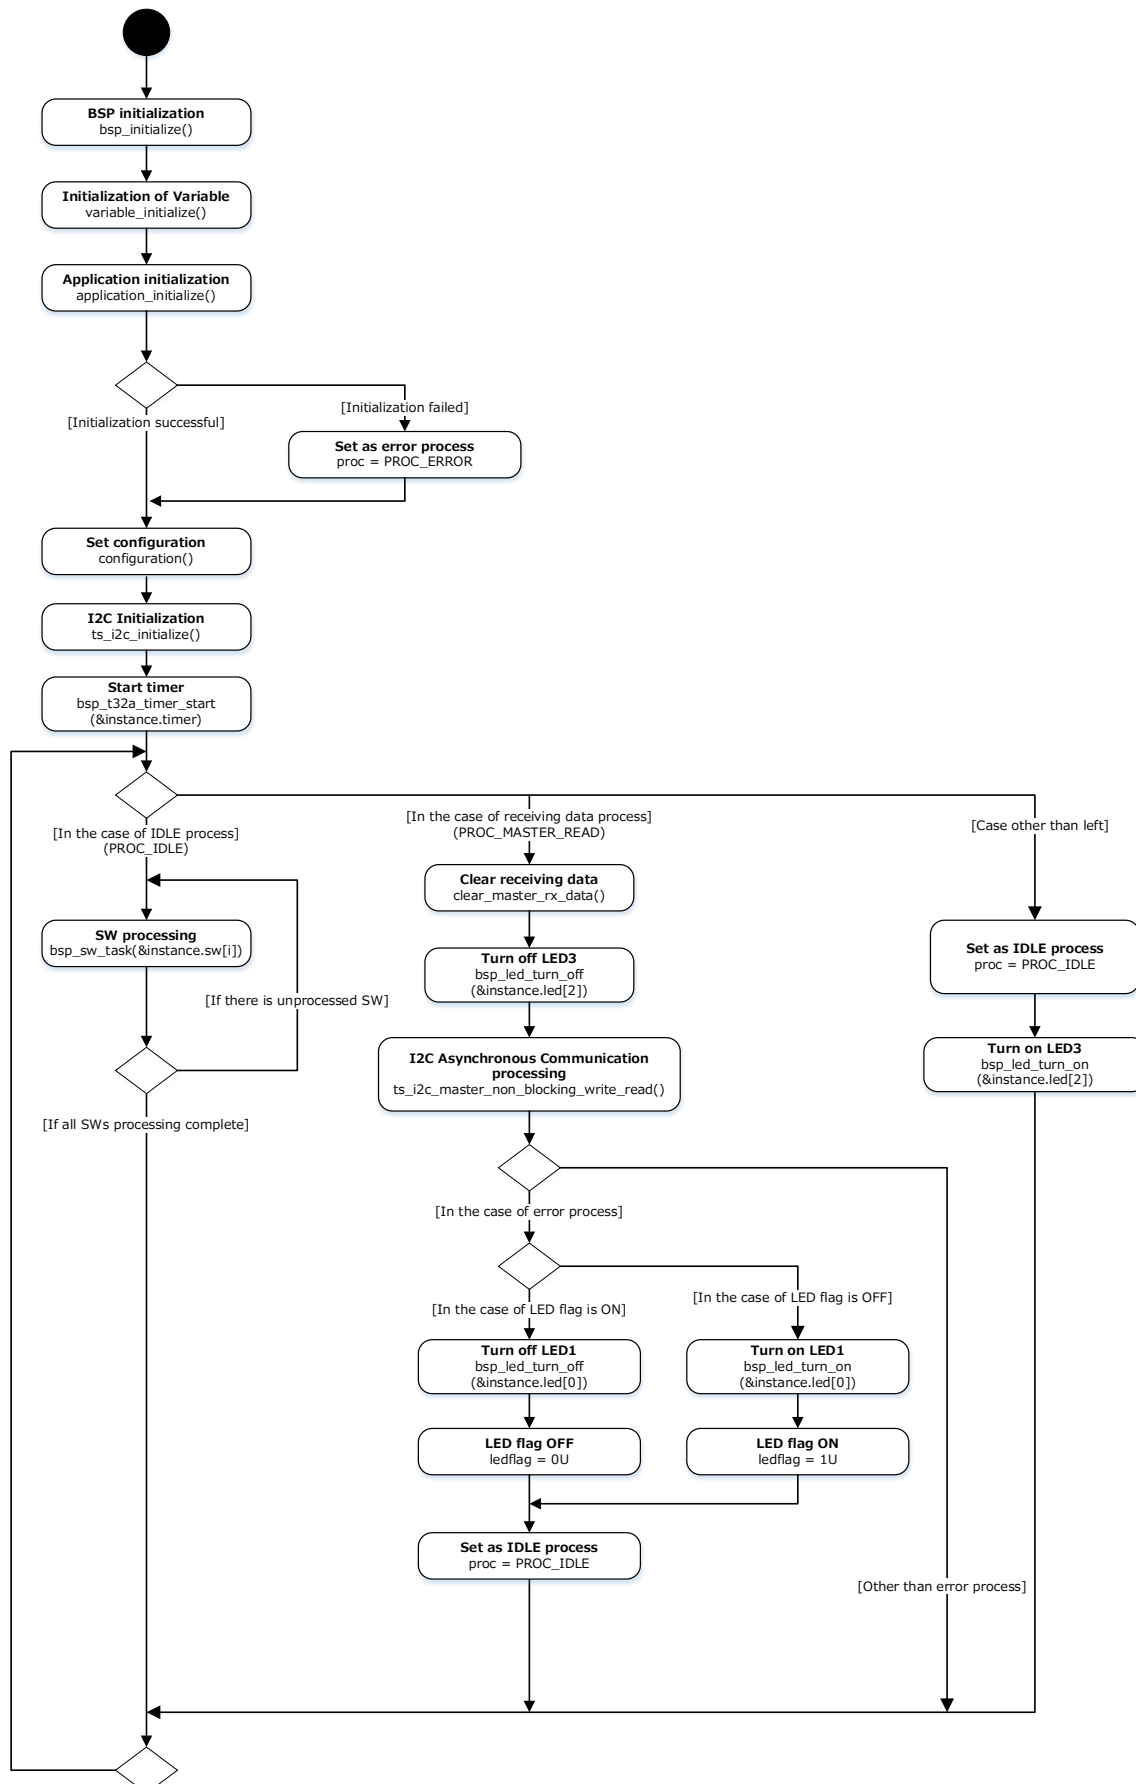 BSP initialization
bsp_initialize()
Initialization of Variable
variable_initialize()
Application initialization
application_initialize()
[Initialization successful]
[Initialization failed]
Set as error process
proc = PROC_ERROR
Set configuration
configuration()
I2C Initialization
ts_i2c_initialize()
Start timer
bsp_t32a_timer_start
(&instance.timer)
[In the case of IDLE process]
(PROC_IDLE)
[In the case of receiving data process]
(PROC_MASTER_READ)
[Case other than left]
SW processing
bsp_sw_task(&instance.sw[i])
[If there is unprocessed SW]
[If all SWs processing complete]
Clear receiving data
clear_master_rx_data()
Turn off LED3
bsp_led_turn_off
(&instance.led[2])
I2C Asynchronous Communication
processing
ts_i2c_master_non_blocking_write_read()
Set as IDLE process
proc = PROC_IDLE
Turn on LED3
bsp_led_turn_on
(&instance.led[2])
[In the case of error process]
[In the case of LED flag is ON]
[In the case of LED flag is OFF]
Turn off LED1
bsp_led_turn_off
(&instance.led[0])
Turn on LED1
bsp_led_turn_on
(&instance.led[0])
LED flag OFF
ledflag = 0U
LED flag ON
ledflag = 1U
Set as IDLE process
proc = PROC_IDLE
[Other than error process]